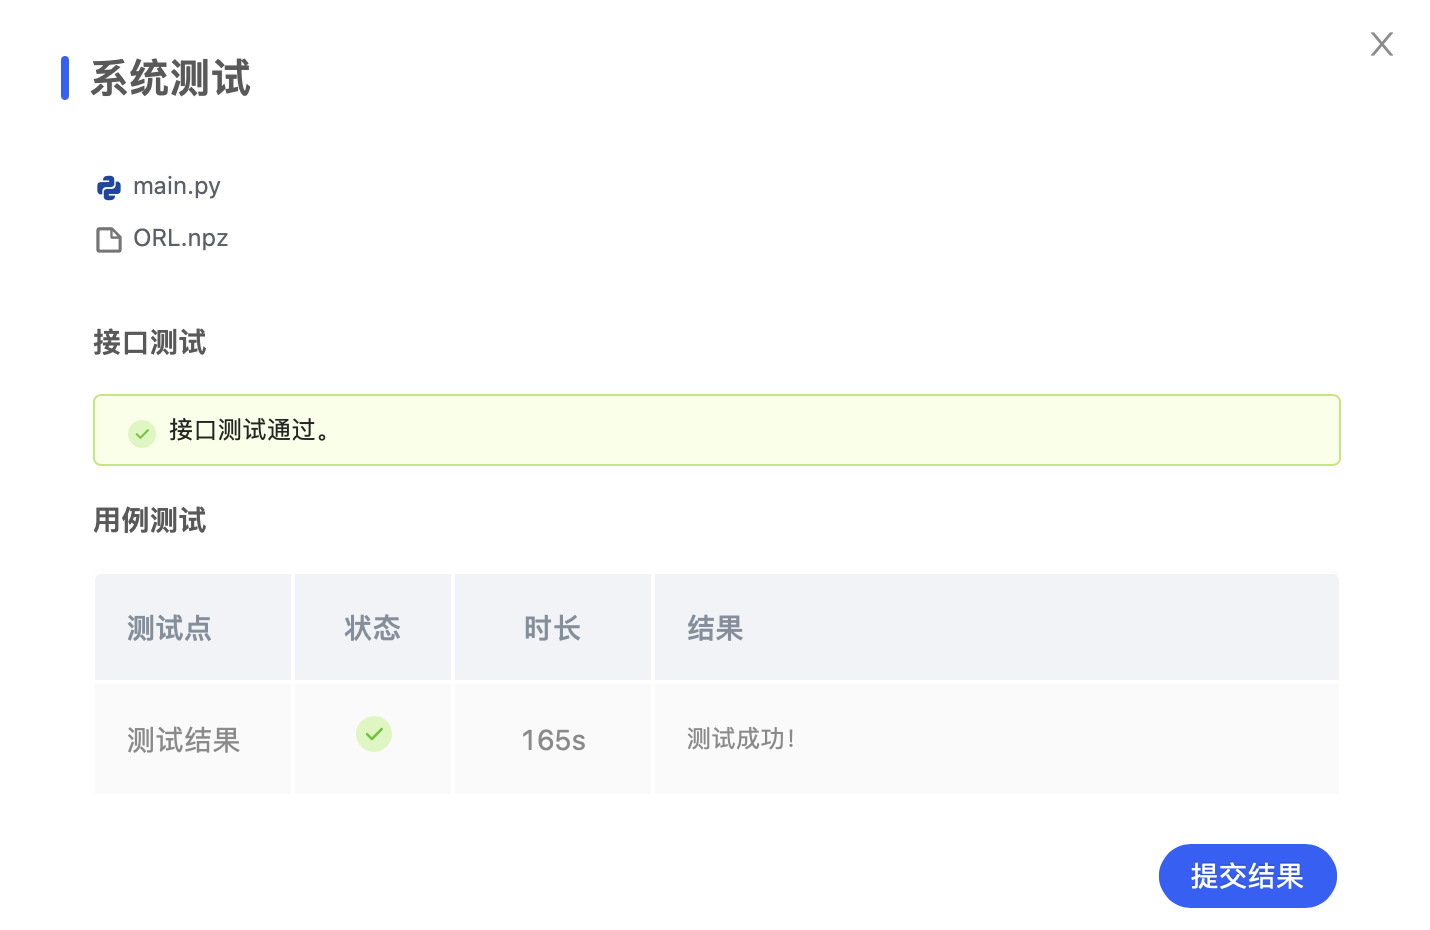 系统测试
main.py
ORL.npz
接口测试
接口测试通过。
用例测试
测试点 状态 时长 结果
测试结果 165s 测试成功！
提交结果